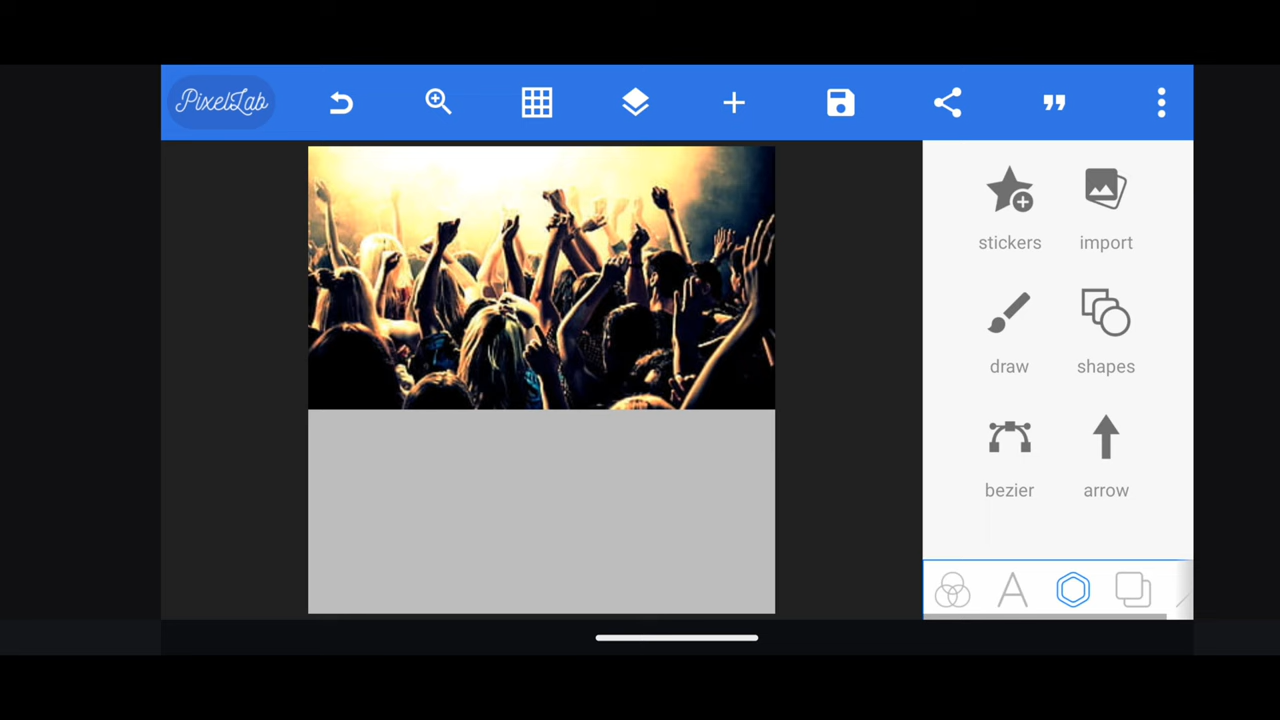 PixelLab
stickers
import
draw
shapes
bezier
arrow